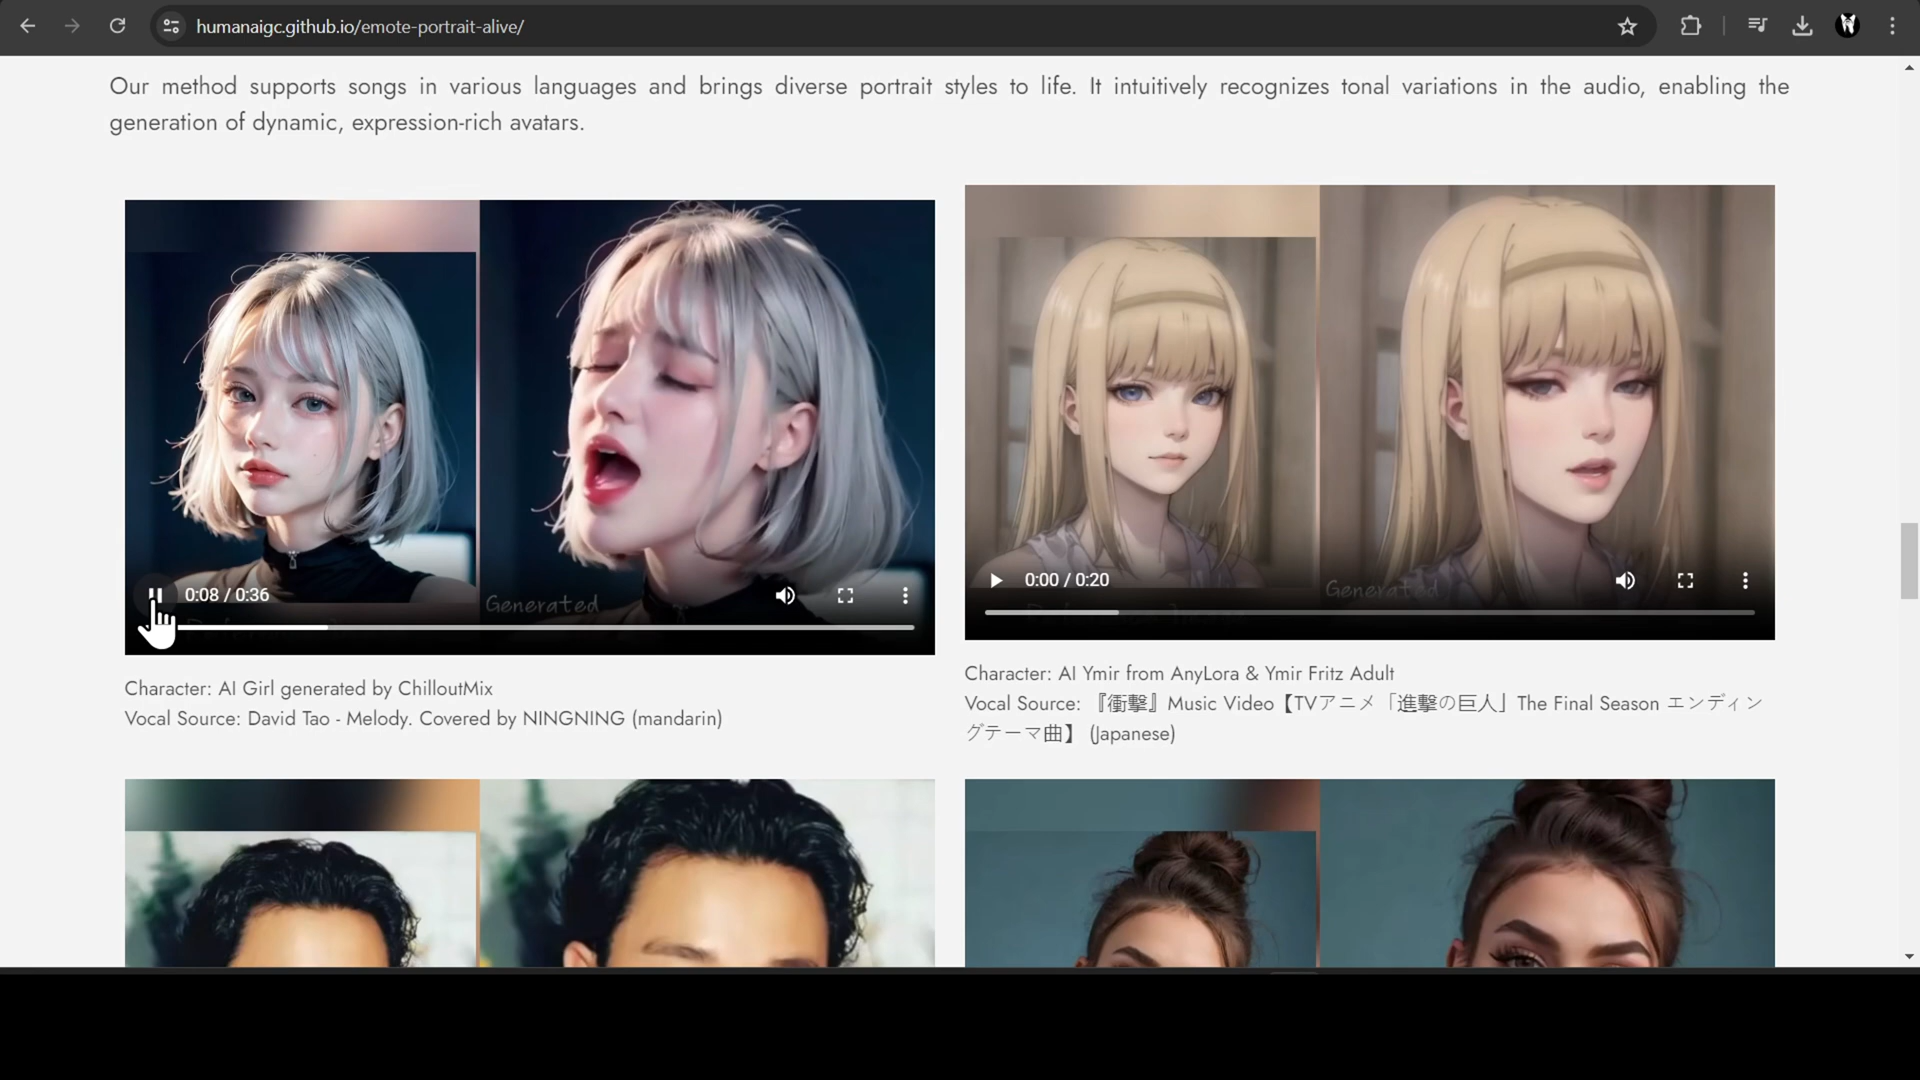 humanaigc.github.io/emote-portrait-alive/
Our method supports songs in various languages and brings diverse portrait styles to life. It intuitively recognizes tonal variations in the audio, enabling the
generation of dynamic, expression-rich avatars.
0:08 / 0:36
Generated
0:00 / 0:20
Generated
Character: AI Girl generated by ChilloutMix
Vocal Source: David Tao - Melody. Covered by NINGNING (mandarin)
Character: AI Ymir from AnyLora & Ymir Fritz Adult
Vocal Source: 『衝撃』Music Video【TVアニメ「進撃の巨人」The Final Season エンディン
グテーマ曲】 (Japanese)